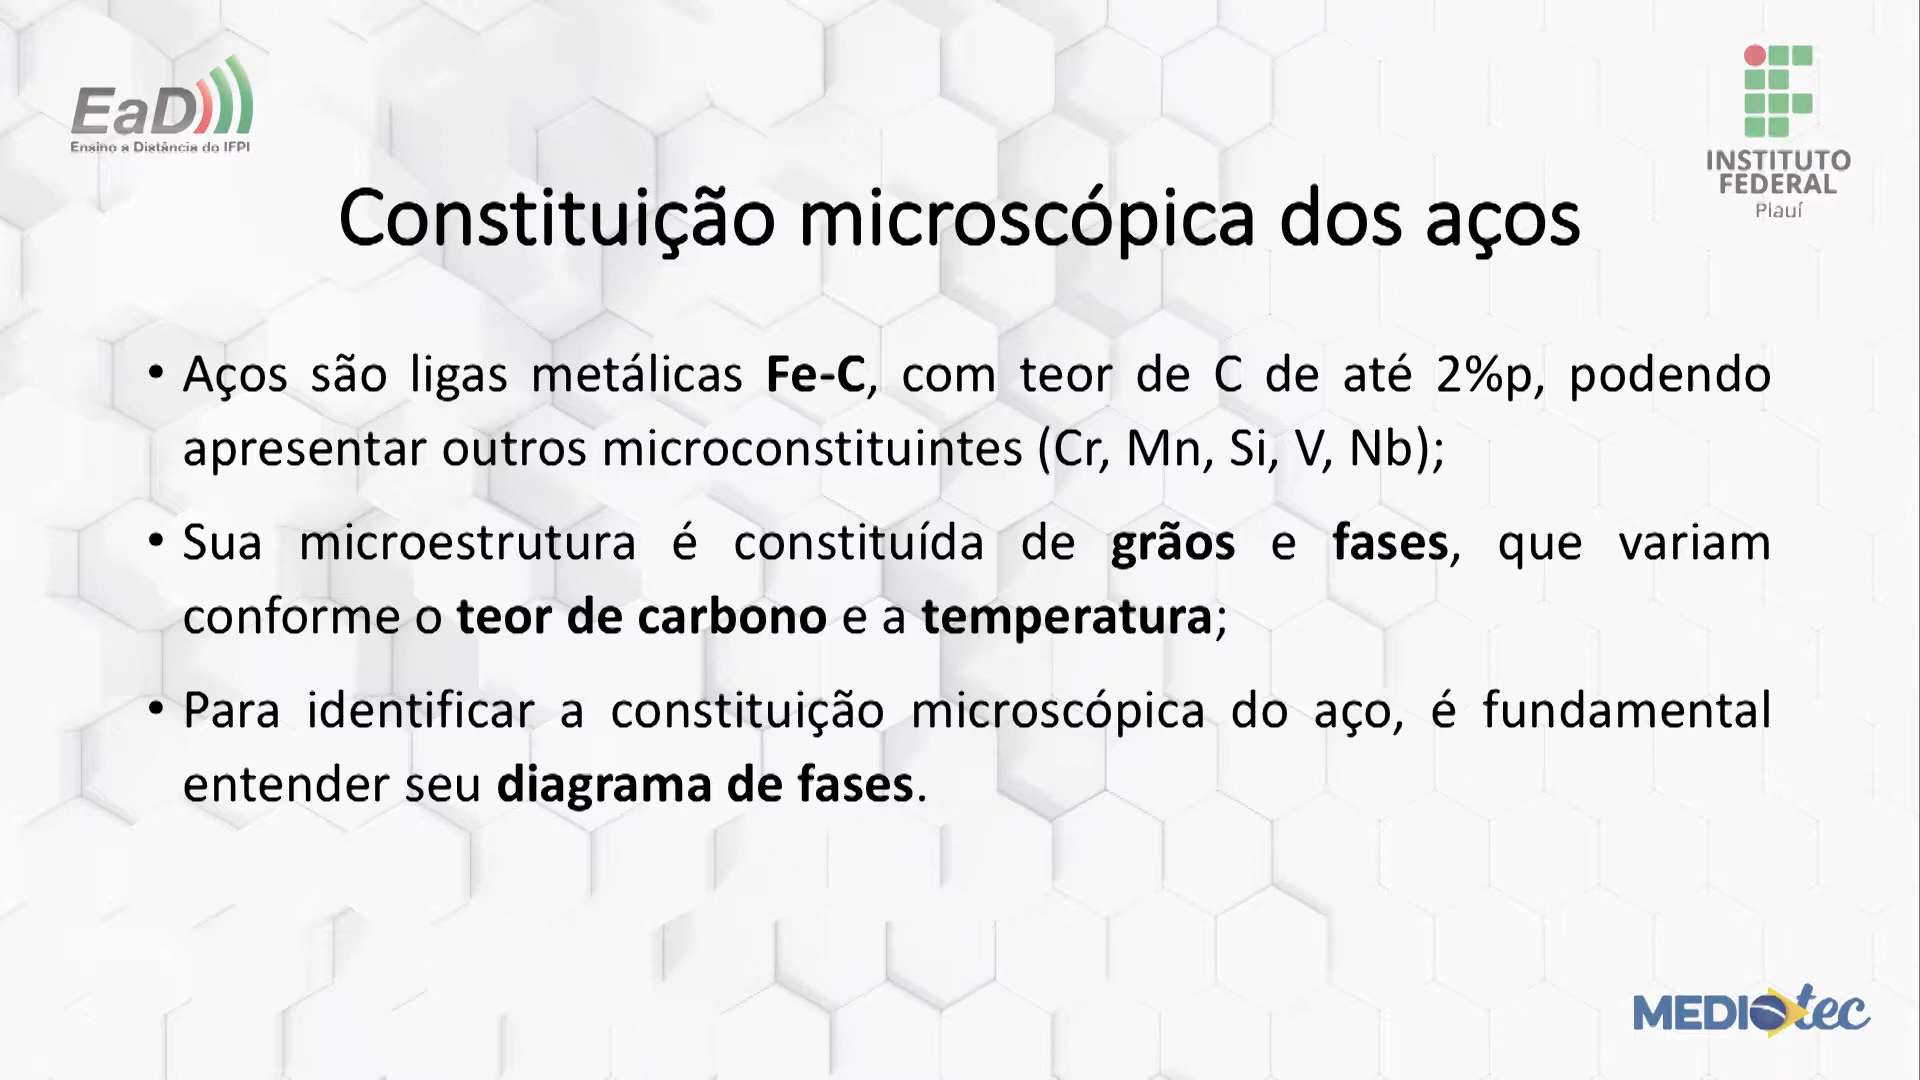 EaD
Ensino a Distância do IFPI
INSTITUTO
FEDERAL
Piauí
Constituição microscópica dos aços
• Aços são ligas metálicas Fe-C, com teor de C de até 2%p, podendo
apresentar outros microconstituintes (Cr, Mn, Si, V, Nb);
• Sua microestrutura é constituída de grãos e fases, que variam
conforme o teor de carbono e a temperatura;
• Para identificar a constituição microscópica do aço, é fundamental
entender seu diagrama de fases.
MEDIOtec